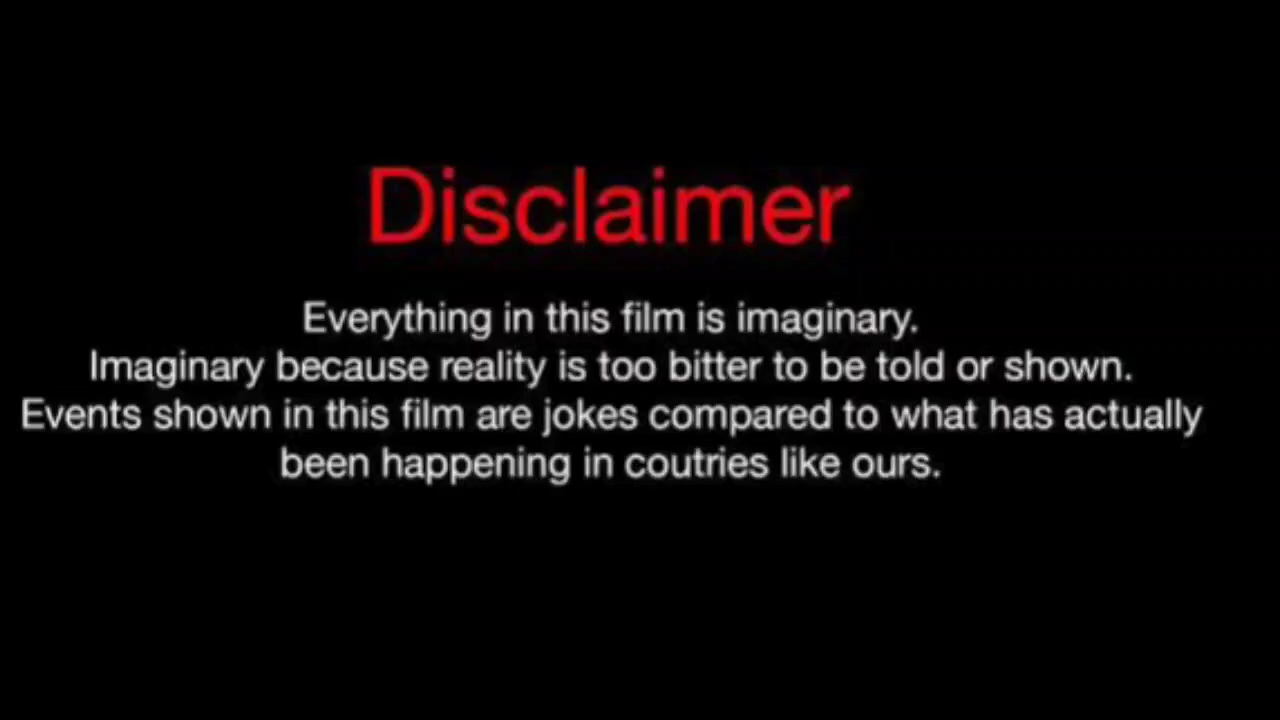 Disclaimer
Everything in this film is imaginary.
Imaginary because reality is too bitter to be told or shown.
Events shown in this film are jokes compared to what has actually
been happening in coutries like ours.